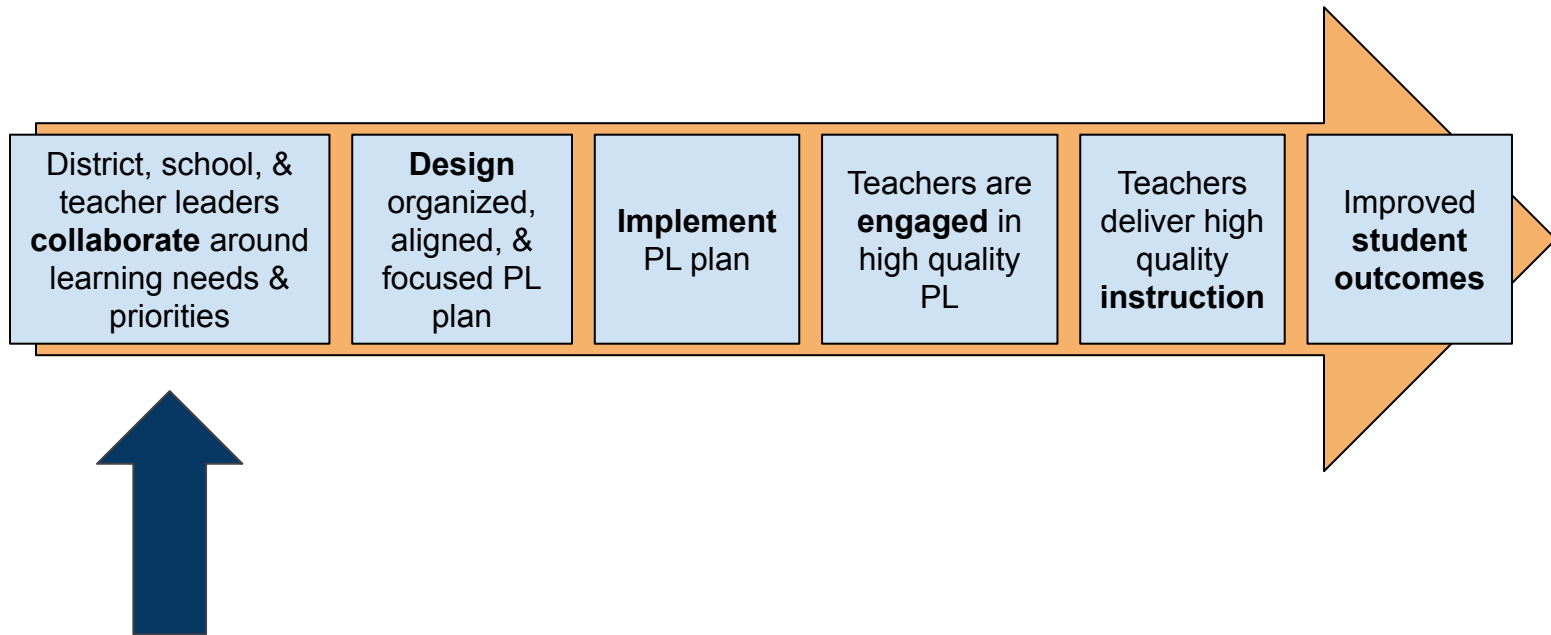 District, school, &
teacher leaders
collaborate around
learning needs &
priorities
Design
organized,
aligned, &
focused PL
plan
Implement
PL plan
Teachers are
engaged in
high quality
PL
Teachers
deliver high
quality
instruction
Improved
student
outcomes